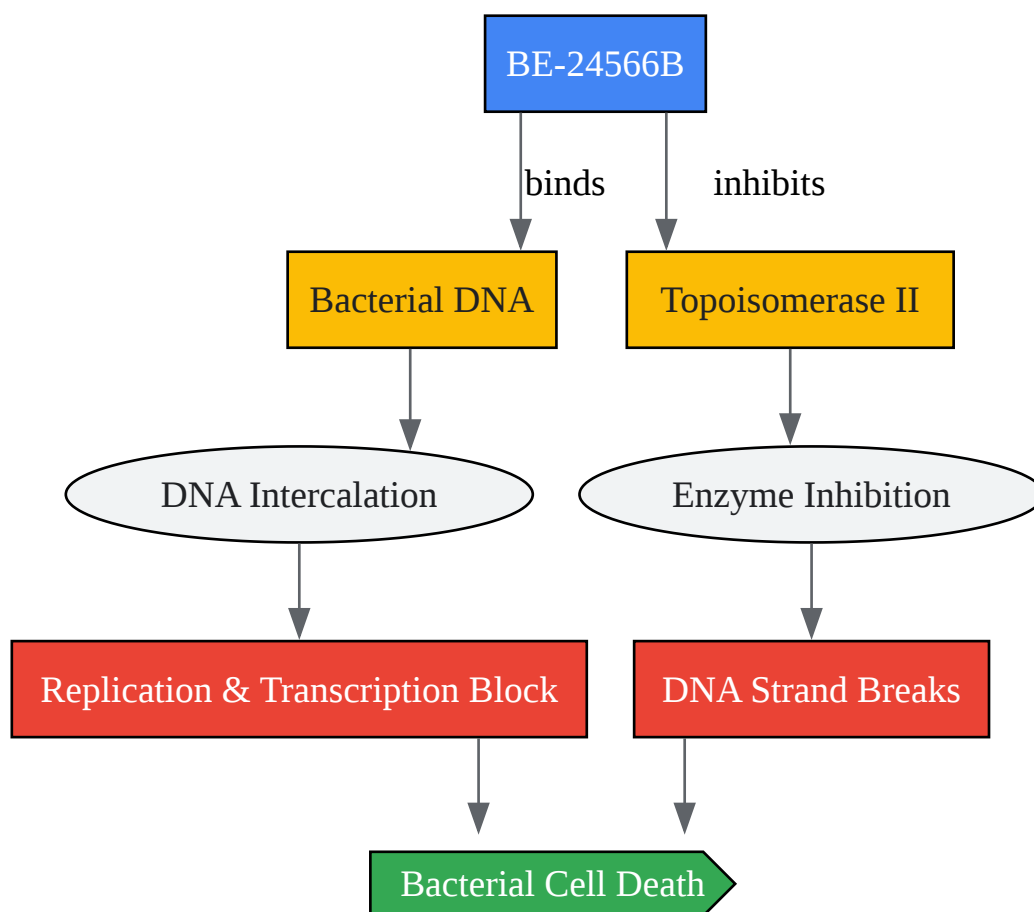 BE-24566B
binds
inhibits
Bacterial DNA
Topoisomerase II
DNA Intercalation
Enzyme Inhibition
Replication & Transcription Block
DNA Strand Breaks
Bacterial Cell Death